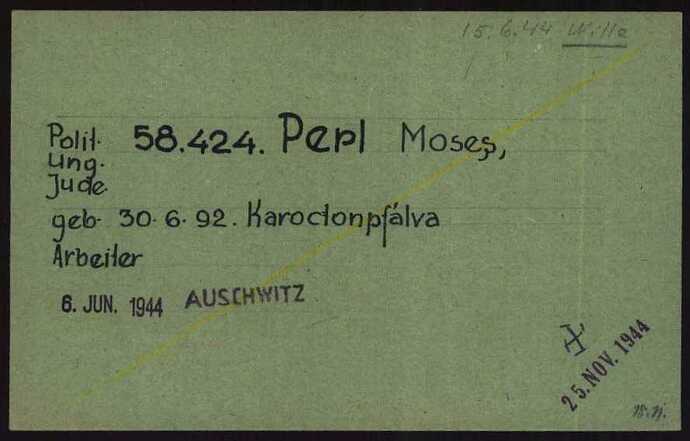 15.6.44 Wille
Polit. 58.424. Perl Moses,
Ung.
Jude
geb. 30.6.92. Karoctonpfálva
Arbeiter
6. JUN. 1944 AUSCHWITZ
25. NOV. 1944